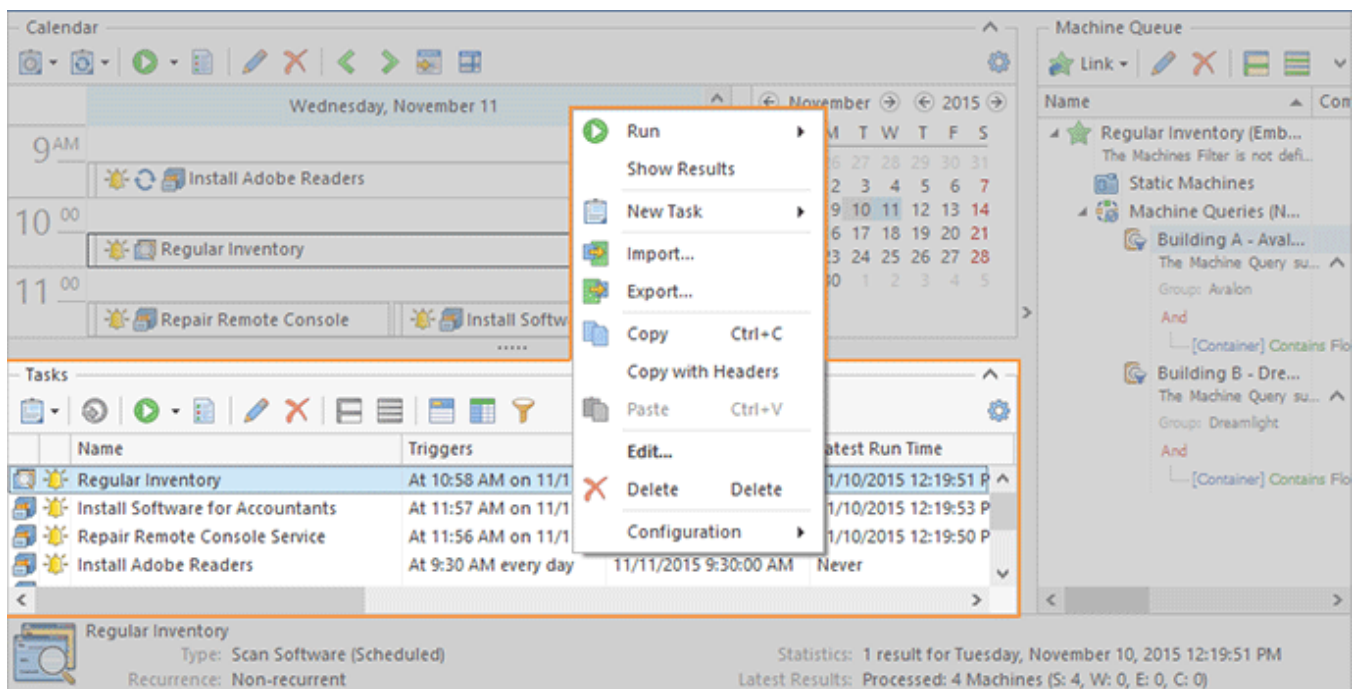 Calendar
Wednesday, November 11
9 AM
Install Adobe Readers
10 00
Regular Inventory
11 00
Repair Remote Console
Install Softw
November 2015
M T W T F S
26 27 28 29 30 31
2 3 4 5 6 7
9 10 11 12 13 14
6 17 18 19 20 21
23 24 25 26 27 28
30 1 2 3 4 5
Run
Show Results
New Task
Import...
Export...
Copy Ctrl+C
Copy with Headers
Paste Ctrl+V
Edit...
Delete Delete
Configuration
Tasks
Name Triggers atest Run Time
Regular Inventory At 10:58 AM on 11/1 1/10/2015 12:19:51 P
Install Software for Accountants At 11:57 AM on 11/1 1/10/2015 12:19:53 P
Repair Remote Console Service At 11:56 AM on 11/1 1/10/2015 12:19:50 P
Install Adobe Readers At 9:30 AM every day 11/11/2015 9:30:00 AM Never
Machine Queue
Link
Name Com
Regular Inventory (Emb...
The Machines Filter is not defi...
Static Machines
Machine Queries (N...
Building A - Aval...
The Machine Query su...
Group: Avalon
And
[Container] Contains Flo
Building B - Dre...
The Machine Query su...
Group: Dreamlight
And
[Container] Contains Flo
Regular Inventory
Type: Scan Software (Scheduled)
Recurrence: Non-recurrent
Statistics: 1 result for Tuesday, November 10, 2015 12:19:51 PM
Latest Results: Processed: 4 Machines (S: 4, W: 0, E: 0, C: 0)